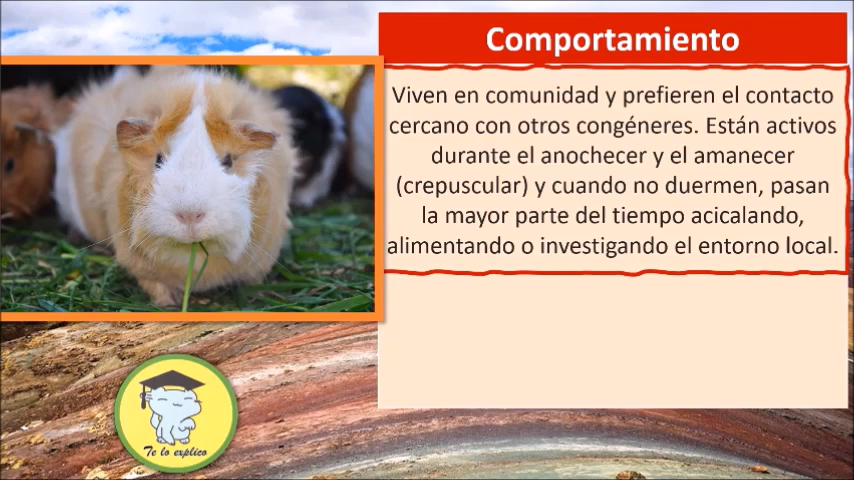 Comportamiento
Viven en comunidad y prefieren el contacto
cercano con otros congéneres. Están activos
durante el anochecer y el amanecer
(crepuscular) y cuando no duermen, pasan
la mayor parte del tiempo acicalando,
alimentando o investigando el entorno local.
Te lo explico